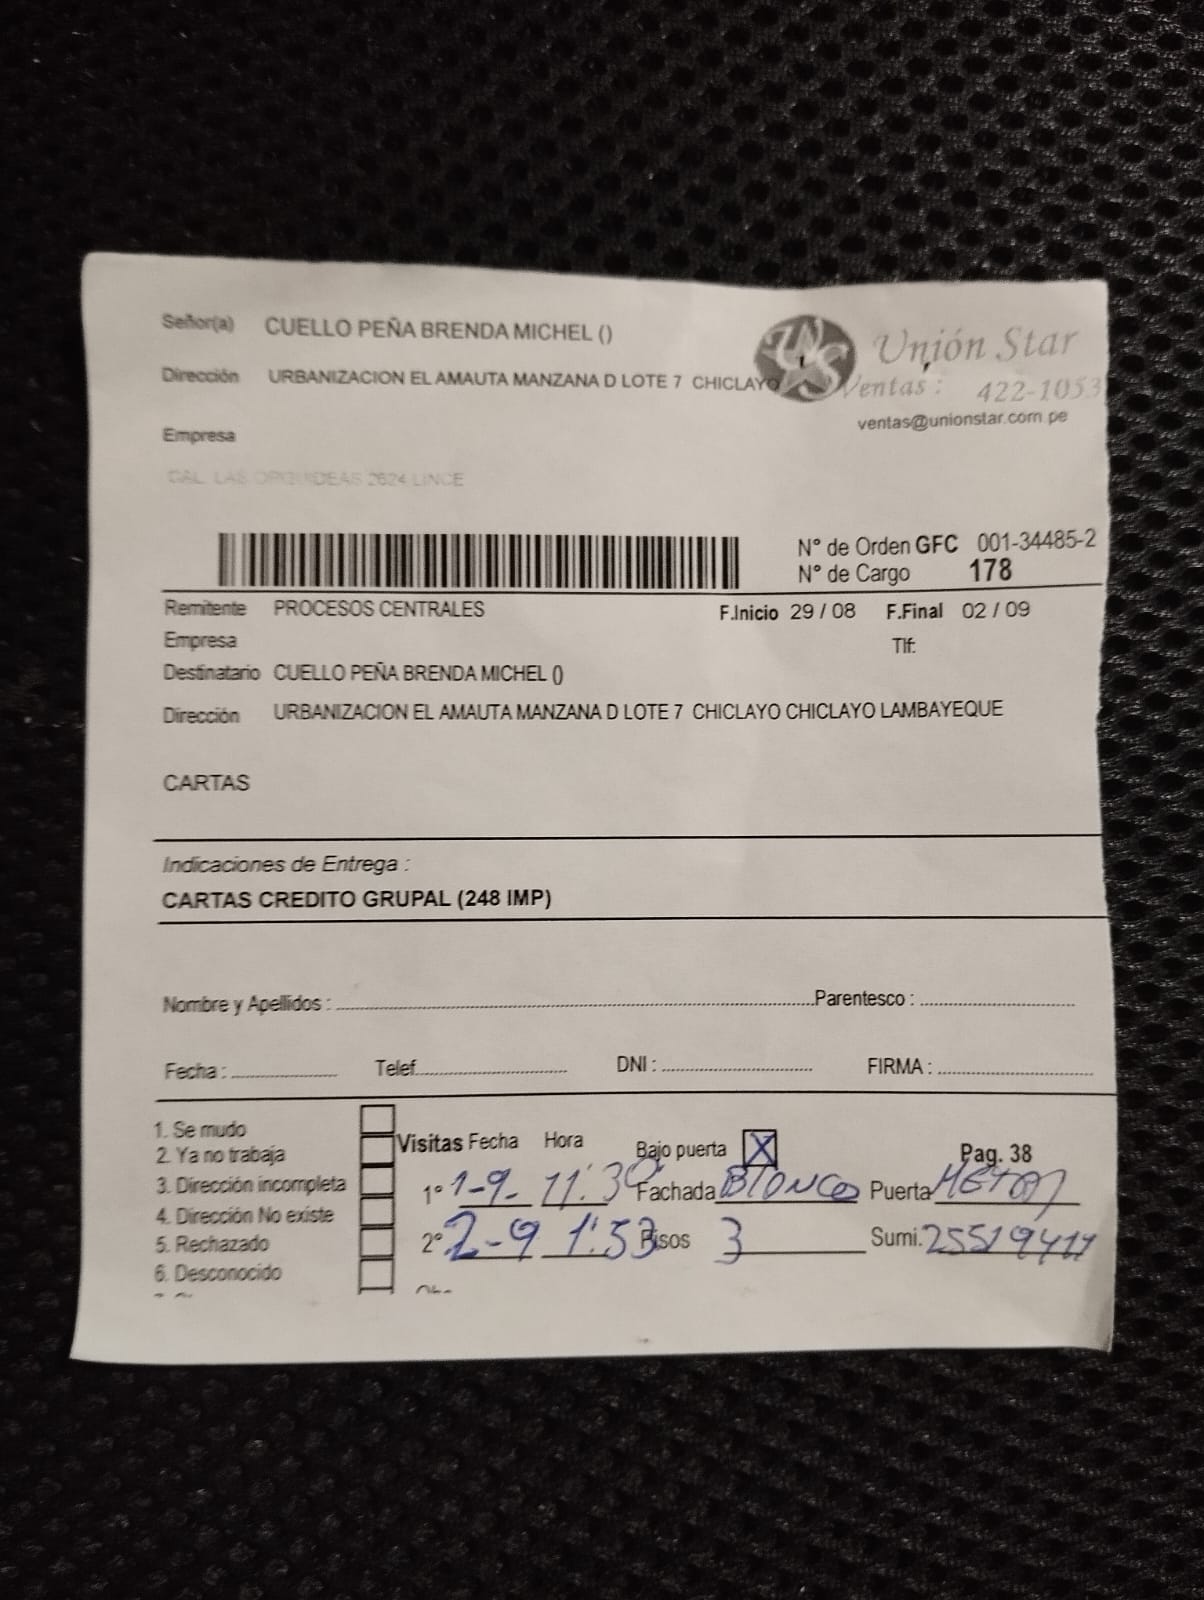 Señor(a) CUELLO PEÑA BRENDA MICHEL ()
Unión Star
Dirección URBANIZACION EL AMAUTA MANZANA D LOTE 7 CHICLAYO
Ventas : 422-1053
ventas@unionstar.com.pe
Empresa
CAL. LAS ORQUIDEAS 2624 LINCE
N° de Orden GFC 001-34485-2
N° de Cargo 178
Remitente PROCESOS CENTRALES F.Inicio 29 / 08 F.Final 02 / 09
Empresa Tlf:
Destinatario CUELLO PEÑA BRENDA MICHEL ()
Dirección URBANIZACION EL AMAUTA MANZANA D LOTE 7 CHICLAYO CHICLAYO LAMBAYEQUE
CARTAS
Indicaciones de Entrega :
CARTAS CREDITO GRUPAL (248 IMP)
Nombre y Apellidos : Parentesco :
Fecha : Telef DNI : FIRMA :
1. Se mudo
2. Ya no trabaja
3. Dirección incompleta
4. Dirección No existe
5. Rechazado
6. Desconocido
Visitas Fecha Hora Bajo puerta X Pag. 38
1° 1-9- 11:30 Fachada Blanco Puerta
2° 2-9 1:53 Pisos 3 Sumi.